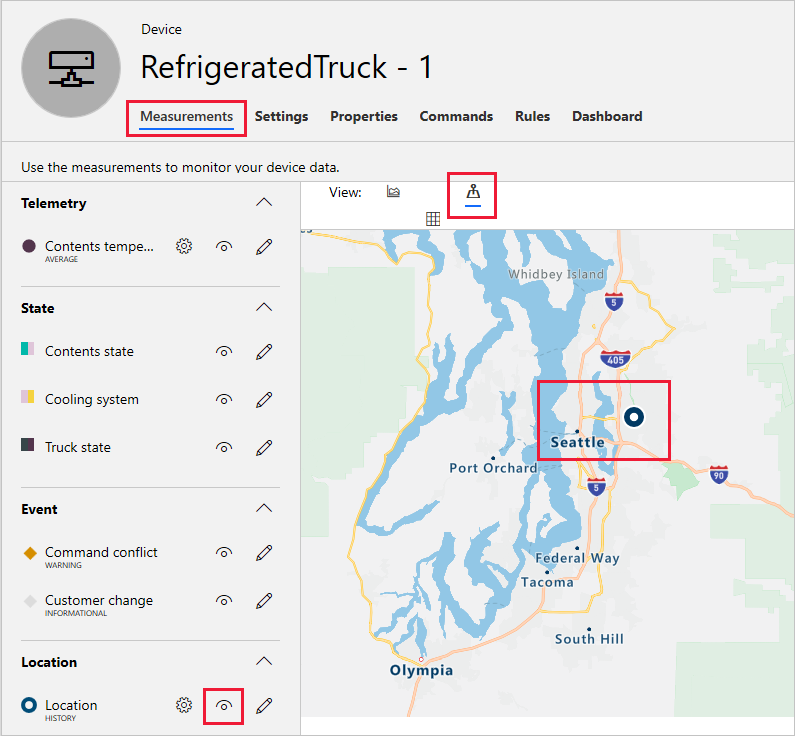 Device
RefrigeratedTruck - 1
Measurements Settings Properties Commands Rules Dashboard
Use the measurements to monitor your device data.
Telemetry
Contents tempe...
AVERAGE
State
Contents state
Cooling system
Truck state
Event
Command conflict
WARNING
Customer change
INFORMATIONAL
Location
Location
HISTORY
View:
Whidbey Island
5
405
Seattle
Port Orchard
90
5
Federal Way
Tacoma
South Hill
Olympia